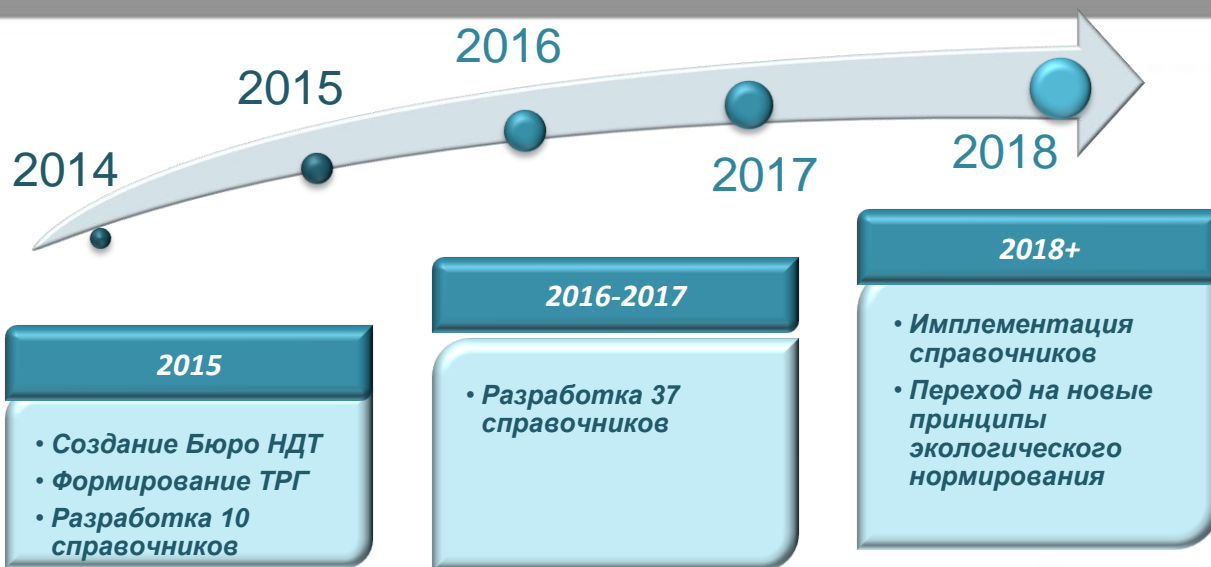 2014
2015
2016
2017
2018
2015
• Создание Бюро НДТ
• Формирование ТРГ
• Разработка 10
справочников
2016-2017
• Разработка 37
справочников
2018+
• Имплементация
справочников
• Переход на новые
принципы
экологического
нормирования